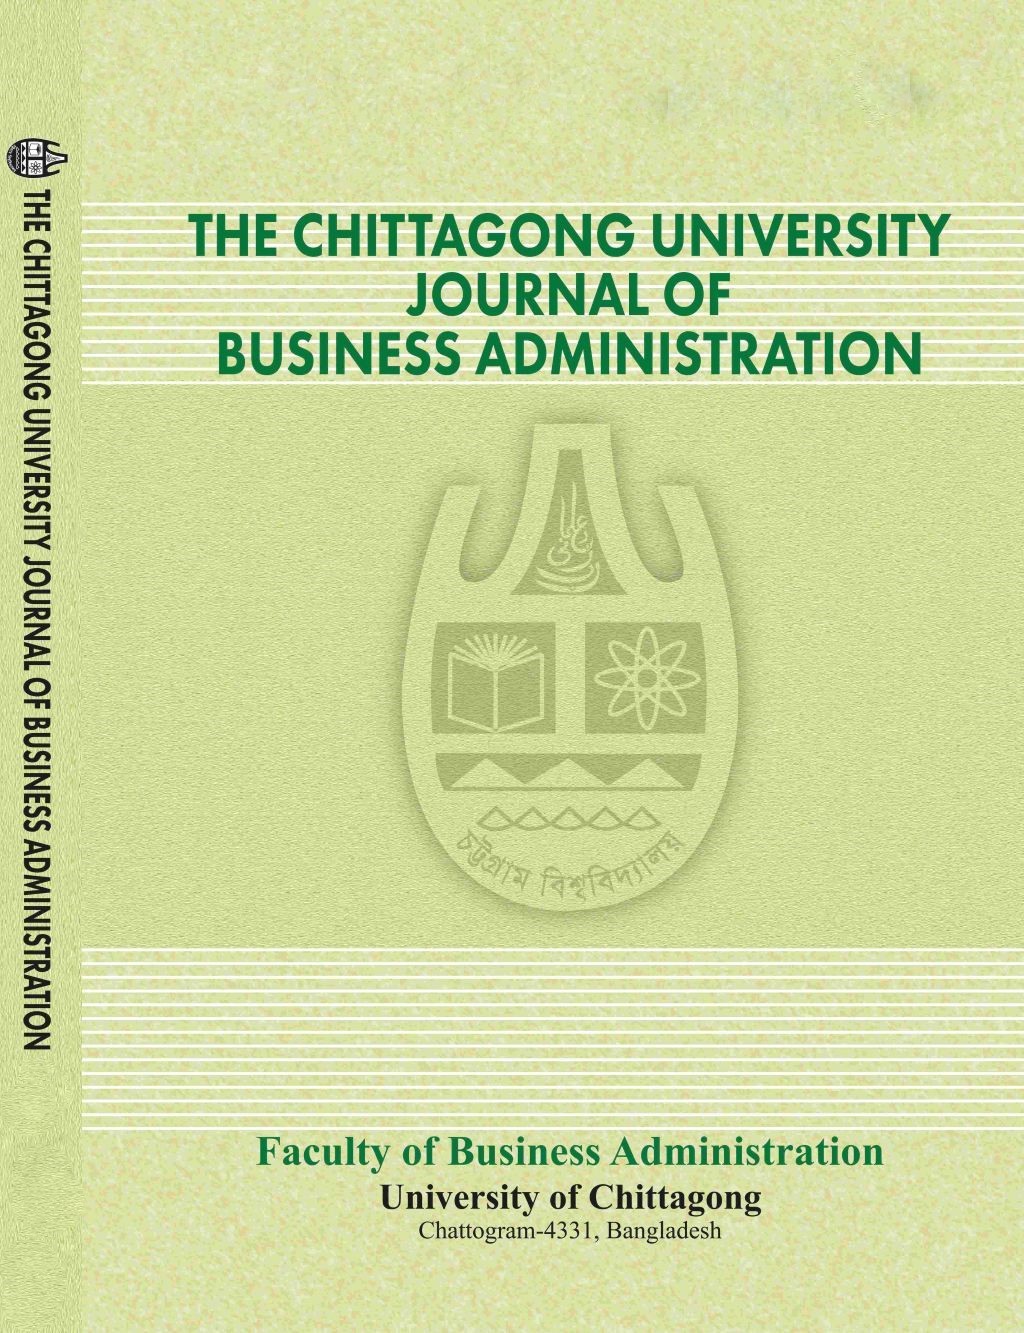 THE CHITTAGONG UNIVERSITY JOURNAL OF BUSINESS ADMINISTRATION
THE CHITTAGONG UNIVERSITY
JOURNAL OF
BUSINESS ADMINISTRATION
চট্টগ্রাম বিশ্ববিদ্যালয়
Faculty of Business Administration
University of Chittagong
Chattogram-4331, Bangladesh